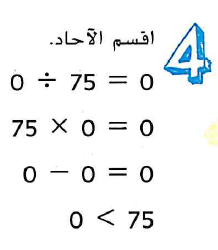 4
اقسم الآحاد.
0 ÷ 75 = 0
75 × 0 = 0
0 − 0 = 0
0 < 75